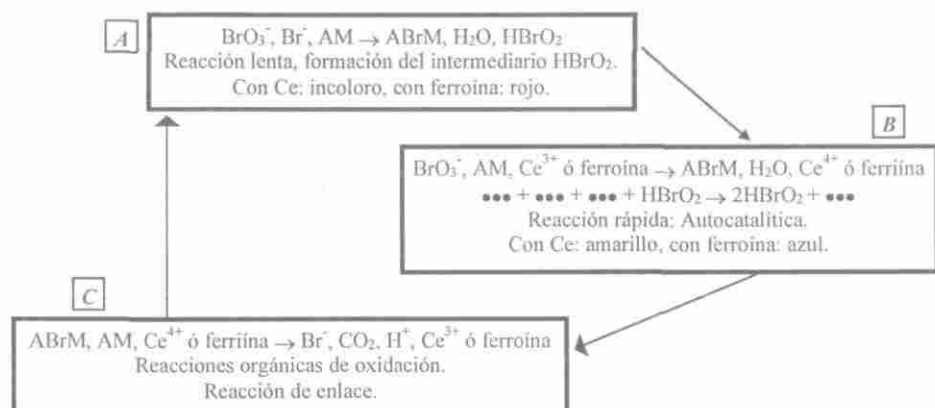 A
BrO₃⁻, Br⁻, AM → ABrM, H₂O, HBrO₂
Reacción lenta, formación del intermediario HBrO₂.
Con Ce: incoloro, con ferroína: rojo.
B
BrO₃⁻, AM, Ce³⁺ ó ferroína → ABrM, H₂O, Ce⁴⁺ ó ferriína
••• + ••• + ••• + HBrO₂ → 2HBrO₂ + •••
Reacción rápida; Autocatalítica.
Con Ce: amarillo, con ferroína: azul.
C
ABrM, AM, Ce⁴⁺ ó ferriína → Br⁻, CO₂, H⁺, Ce³⁺ ó ferroína
Reacciones orgánicas de oxidación.
Reacción de enlace.